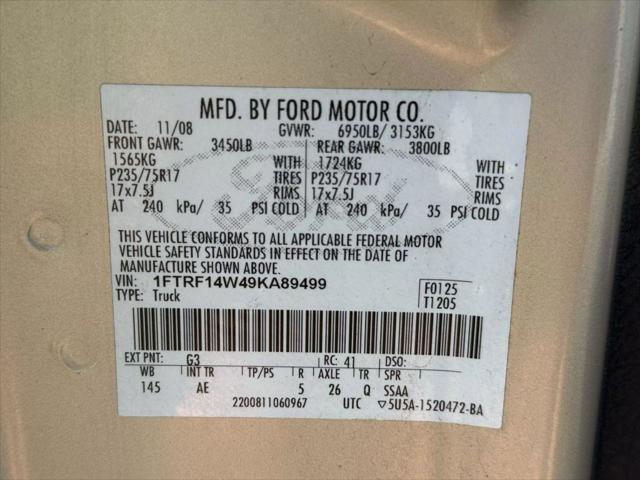 MFD. BY FORD MOTOR CO.
DATE: 11/08 GVWR: 6950LB/ 3153KG
FRONT GAWR: 3450LB REAR GAWR: 3800LB
1565KG WITH 1724KG WITH
P235/75R17 TIRES P235/75R17 TIRES
17x7.5J RIMS 17x7.5J RIMS
AT 240 kPa/ 35 PSI COLD AT 240 kPa/ 35 PSI COLD
THIS VEHICLE CONFORMS TO ALL APPLICABLE FEDERAL MOTOR
VEHICLE SAFETY STANDARDS IN EFFECT ON THE DATE OF
MANUFACTURE SHOWN ABOVE.
VIN: 1FTRF14W49KA89499 F0125
TYPE: Truck T1205
EXT PNT: G3 RC: 41 DSO:
WB INT TR TP/PS R AXLE TR SPR
145 AE 5 26 Q SSAA
2200811060967 UTC ▽5U5A-1520472-BA